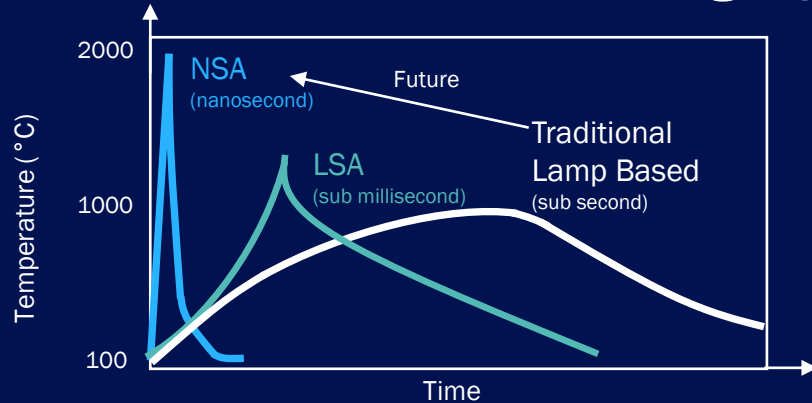 2000
NSA
(nanosecond)
Future
Traditional
Lamp Based
(sub second)
LSA
(sub millisecond)
1000
Temperature (°C)
100
Time